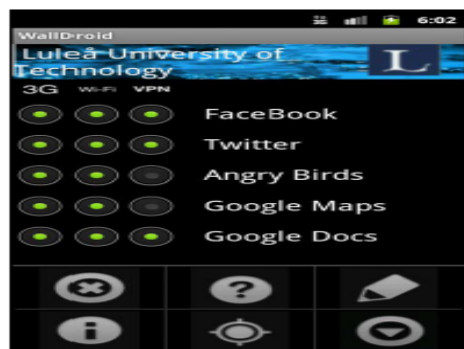 6:02
WallDroid
Luleå University of
Technology
L
3G Wi-Fi VPN
FaceBook
Twitter
Angry Birds
Google Maps
Google Docs